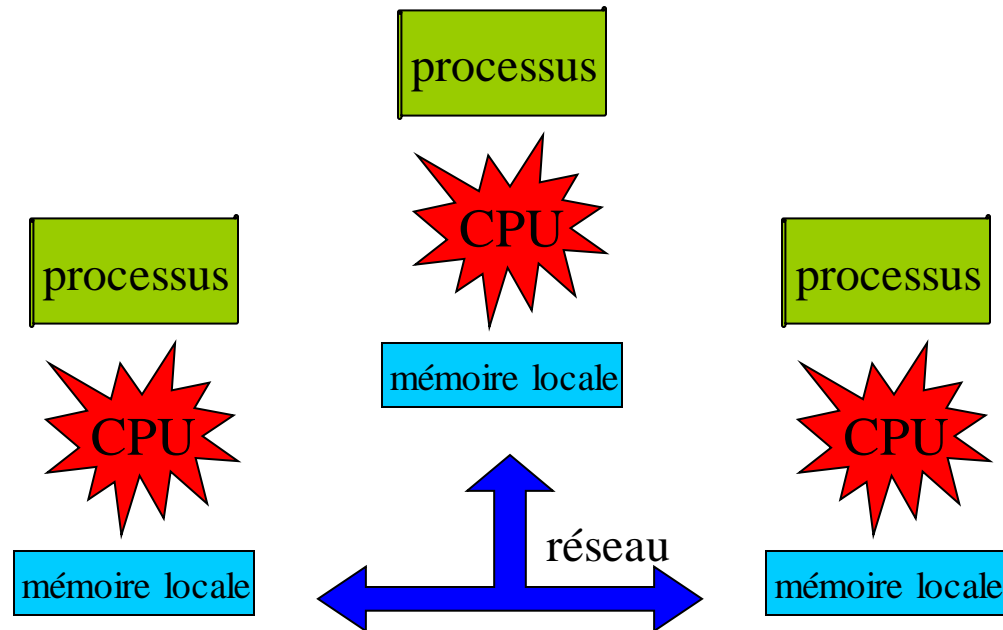 processus
CPU
mémoire locale
processus
CPU
mémoire locale
processus
CPU
mémoire locale
réseau